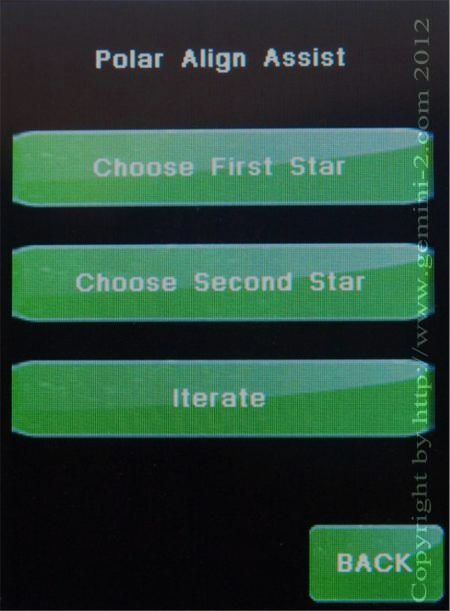 Polar Align Assist
Choose First Star
Choose Second Star
Iterate
BACK
Copyright by http://www.gemini-2.com 2012